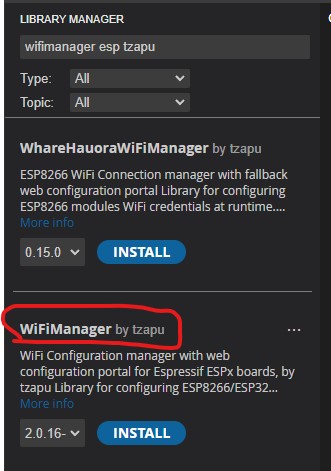 LIBRARY MANAGER
wifimanager esp tzapu
Type: All
Topic: All
WhareHauoraWiFiManager by tzapu
ESP8266 WiFi Connection manager with fallback
web configuration portal Library for configuring
ESP8266 modules WiFi credentials at runtime....
More info
0.15.0 INSTALL
WiFiManager by tzapu ...
WiFi Configuration manager with web
configuration portal for Espressif ESPx boards, by
tzapu Library for configuring ESP8266/ESP32...
More info
2.0.16- INSTALL